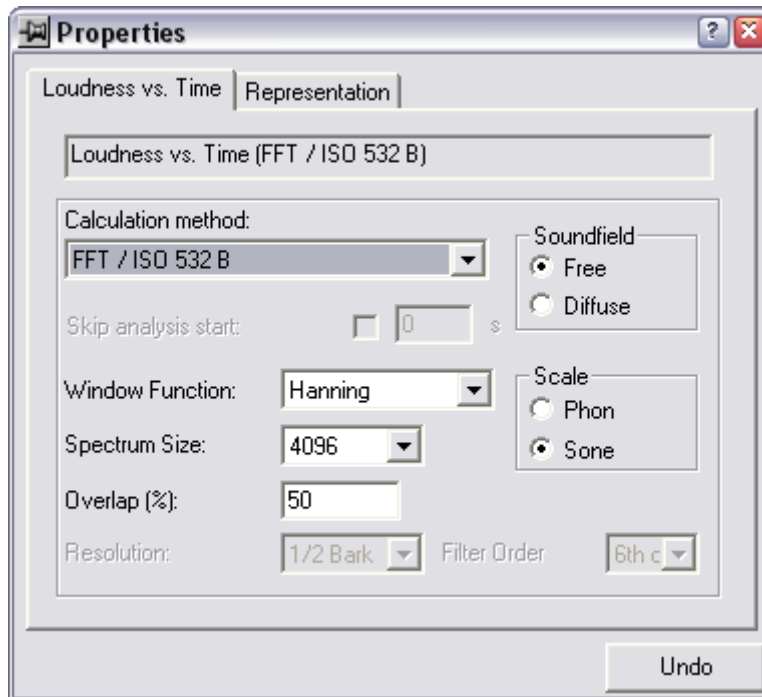 Properties
Loudness vs. Time
Representation
Loudness vs. Time (FFT / ISO 532 B)
Calculation method:
FFT / ISO 532 B
Soundfield
Free
Diffuse
Skip analysis start:
0
s
Window Function:
Hanning
Scale
Phon
Sone
Spectrum Size:
4096
Overlap (%):
50
Resolution:
1/2 Bark
Filter Order
6th c
Undo